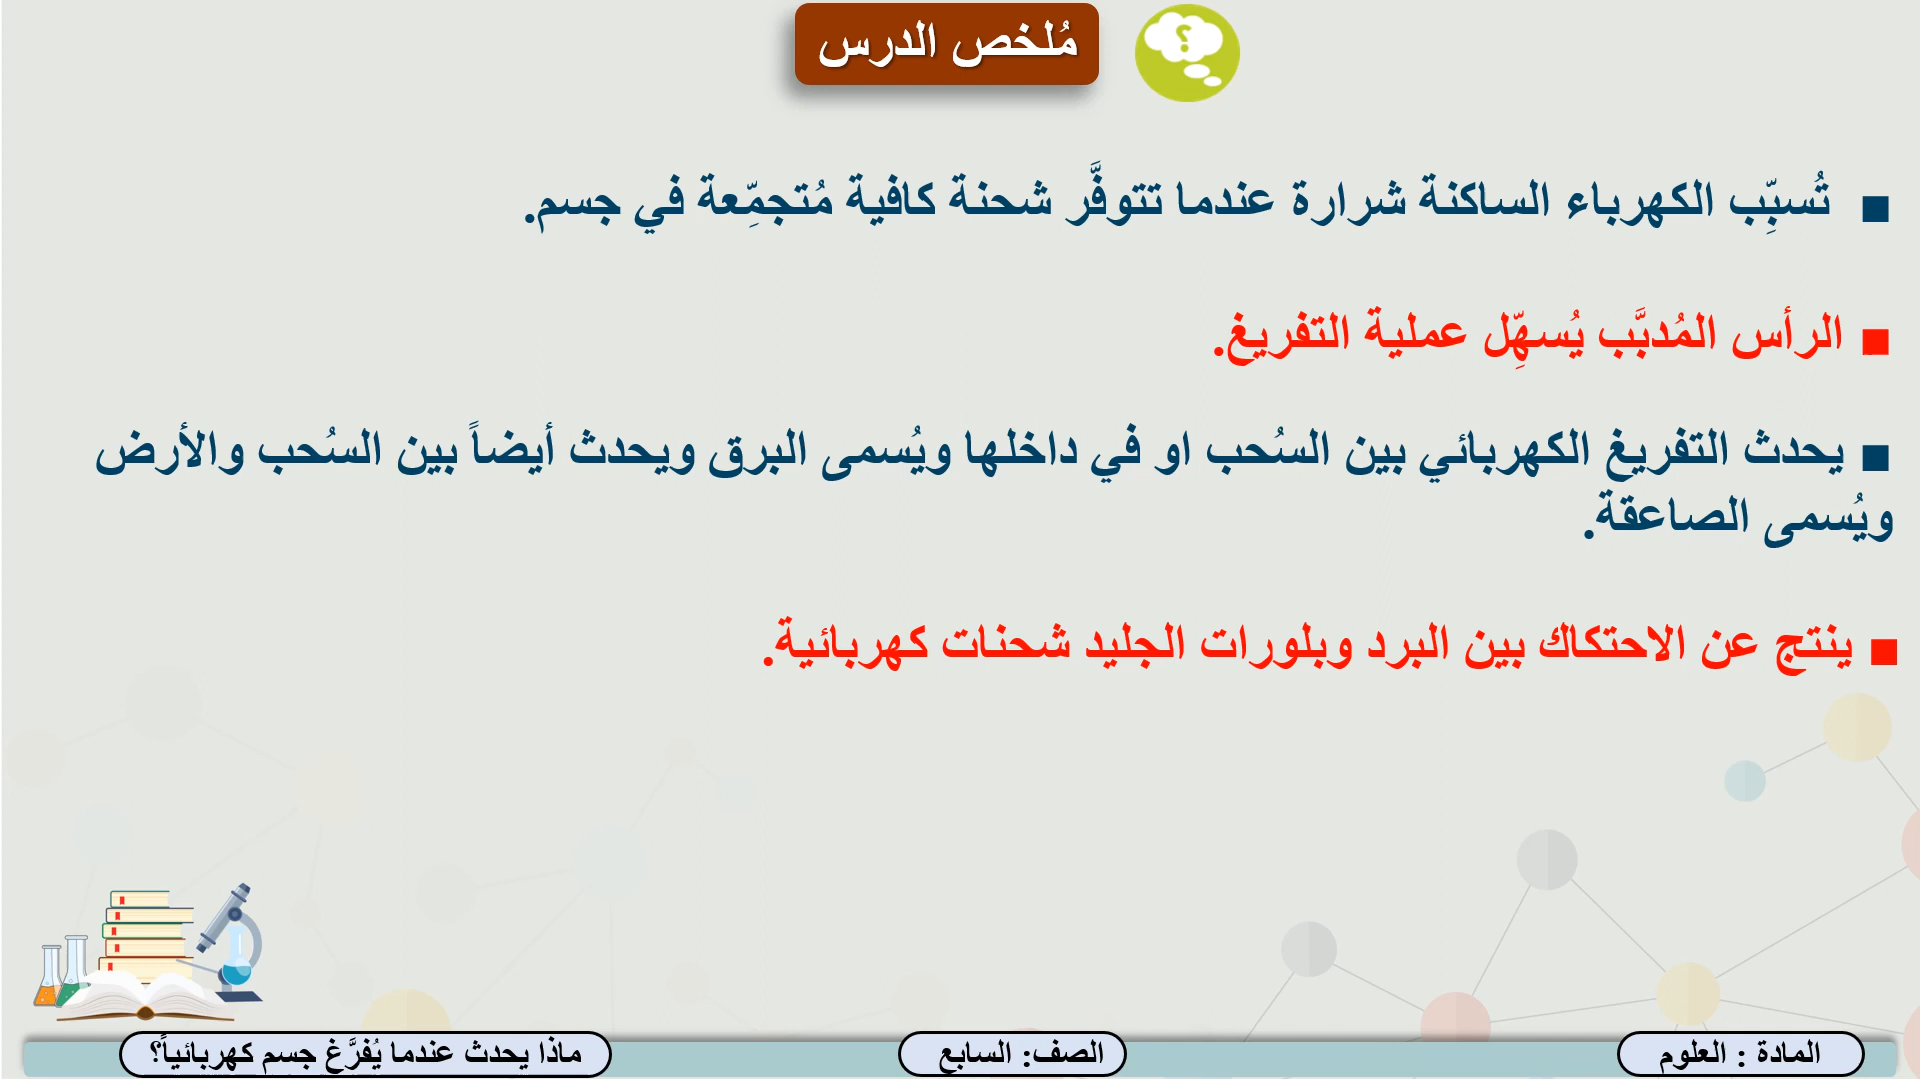 مُلخص الدرس
؟
■ تُسبِّب الكهرباء الساكنة شرارة عندما تتوفَّر شحنة كافية مُتجمِّعة في جسم.
■ الرأس المُدبَّب يُسهِّل عملية التفريغ.
■ يحدث التفريغ الكهربائي بين السُحب او في داخلها ويُسمى البرق ويحدث أيضاً بين السُحب والأرض
ويُسمى الصاعقة.
■ ينتج عن الاحتكاك بين البرد وبلورات الجليد شحنات كهربائية.
المادة : العلوم
الصف: السابع
ماذا يحدث عندما يُفرَّغ جسم كهربائياً؟